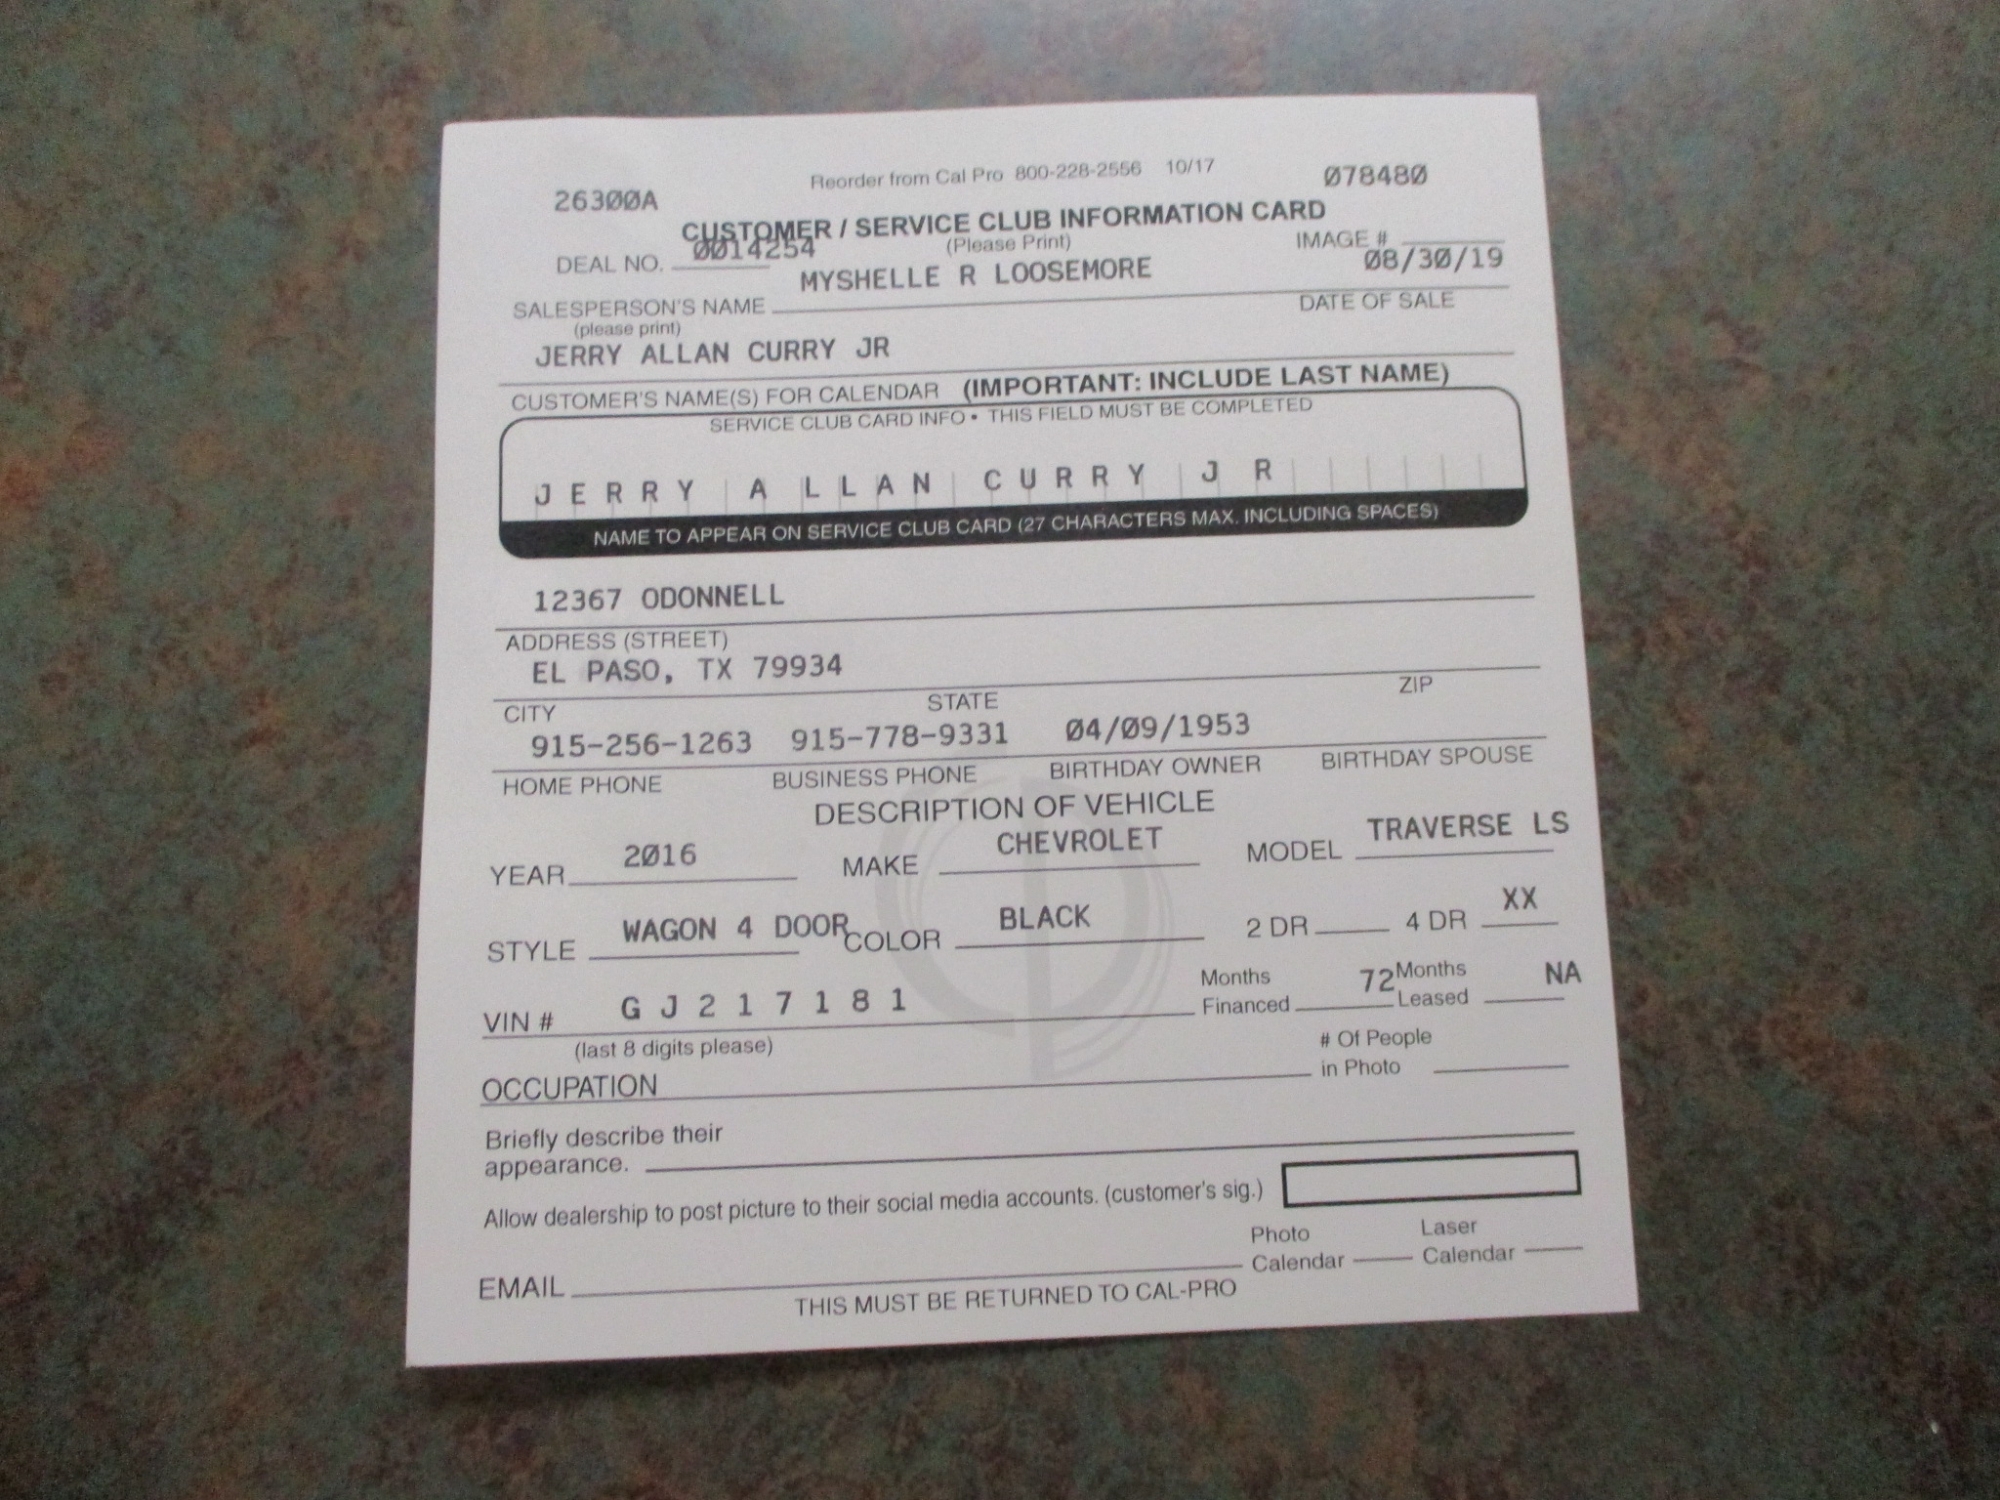 Reorder from Cal Pro 800-228-2556 10/17
26300A 078480
CUSTOMER / SERVICE CLUB INFORMATION CARD
DEAL NO. 0014254 (Please Print) IMAGE #
SALESPERSON'S NAME MYSHELLE R LOOSEMORE 08/30/19
(please print) DATE OF SALE
JERRY ALLAN CURRY JR
CUSTOMER'S NAME(S) FOR CALENDAR (IMPORTANT: INCLUDE LAST NAME)
SERVICE CLUB CARD INFO • THIS FIELD MUST BE COMPLETED
JERRY ALLAN CURRY JR
NAME TO APPEAR ON SERVICE CLUB CARD (27 CHARACTERS MAX. INCLUDING SPACES)
12367 ODONNELL
ADDRESS (STREET)
EL PASO, TX 79934
CITY STATE ZIP
915-256-1263 915-778-9331 04/09/1953
HOME PHONE BUSINESS PHONE BIRTHDAY OWNER BIRTHDAY SPOUSE
DESCRIPTION OF VEHICLE
YEAR 2016 MAKE CHEVROLET MODEL TRAVERSE LS
STYLE WAGON 4 DOOR COLOR BLACK 2 DR 4 DR XX
VIN # G J 2 1 7 1 8 1 Months Financed 72 Months Leased NA
(last 8 digits please)
OCCUPATION # Of People in Photo
Briefly describe their
appearance.
Allow dealership to post picture to their social media accounts. (customer's sig.)
EMAIL Photo Calendar Laser Calendar
THIS MUST BE RETURNED TO CAL-PRO